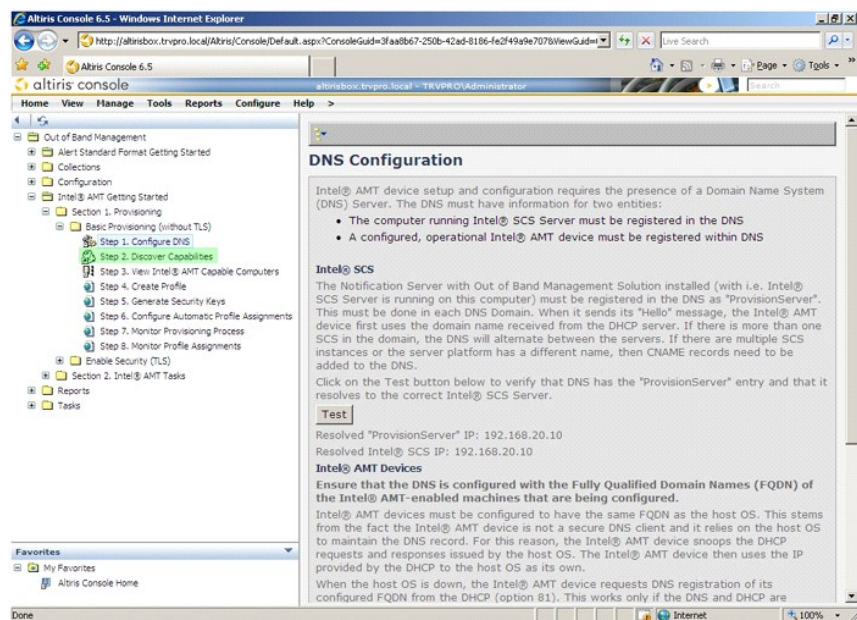 Altiris Console 6.5 - Windows Internet Explorer
http://altirisbox.trvpro.local/Altiris/Console/Default.aspx?ConsoleGuid=3faa8b67-250b-42ad-8186-fe2f49a9e707&ViewGuid=
Live Search
Altiris Console 6.5
Page
Tools
altiris console
altirisbox.trvpro.local - TRVPRO\Administrator
Search
Home View Manage Tools Reports Configure Help >
Out of Band Management
Alert Standard Format Getting Started
Collections
Configuration
Intel® AMT Getting Started
Section 1. Provisioning
Basic Provisioning (without TLS)
Step 1. Configure DNS
Step 2. Discover Capabilities
Step 3. View Intel® AMT Capable Computers
Step 4. Create Profile
Step 5. Generate Security Keys
Step 6. Configure Automatic Profile Assignments
Step 7. Monitor Provisioning Process
Step 8. Monitor Profile Assignments
Enable Security (TLS)
Section 2. Intel® AMT Tasks
Reports
Tasks
Favorites
My Favorites
Altiris Console Home
DNS Configuration
Intel® AMT device setup and configuration requires the presence of a Domain Name System
(DNS) Server. The DNS must have information for two entities:
• The computer running Intel® SCS Server must be registered in the DNS
• A configured, operational Intel® AMT device must be registered within DNS
Intel® SCS
The Notification Server with Out of Band Management Solution installed (with i.e. Intel®
SCS Server is running on this computer) must be registered in the DNS as "ProvisionServer".
This must be done in each DNS Domain. When it sends its "Hello" message, the Intel® AMT
device first uses the domain name received from the DHCP server. If there is more than one
SCS in the domain, the DNS will alternate between the servers. If there are multiple SCS
instances or the server platform has a different name, then CNAME records need to be
added to the DNS.
Click on the Test button below to verify that DNS has the "ProvisionServer" entry and that it
resolves to the correct Intel® SCS Server.
Test
Resolved "ProvisionServer" IP: 192.168.20.10
Resolved Intel® SCS IP: 192.168.20.10
Intel® AMT Devices
Ensure that the DNS is configured with the Fully Qualified Domain Names (FQDN) of
the Intel® AMT-enabled machines that are being configured.
Intel® AMT devices must be configured to have the same FQDN as the host OS. This stems
from the fact the Intel® AMT device is not a secure DNS client and it relies on the host OS
to maintain the DNS record. For this reason, the Intel® AMT device snoops the DHCP
requests and responses issued by the host OS. The Intel® AMT device then uses the IP
provided by the DHCP to the host OS as its own.
When the host OS is down, the Intel® AMT device requests DNS registration of its
configured FQDN from the DHCP (option 81). This works only if the DNS and DHCP are
Done
Internet
100%